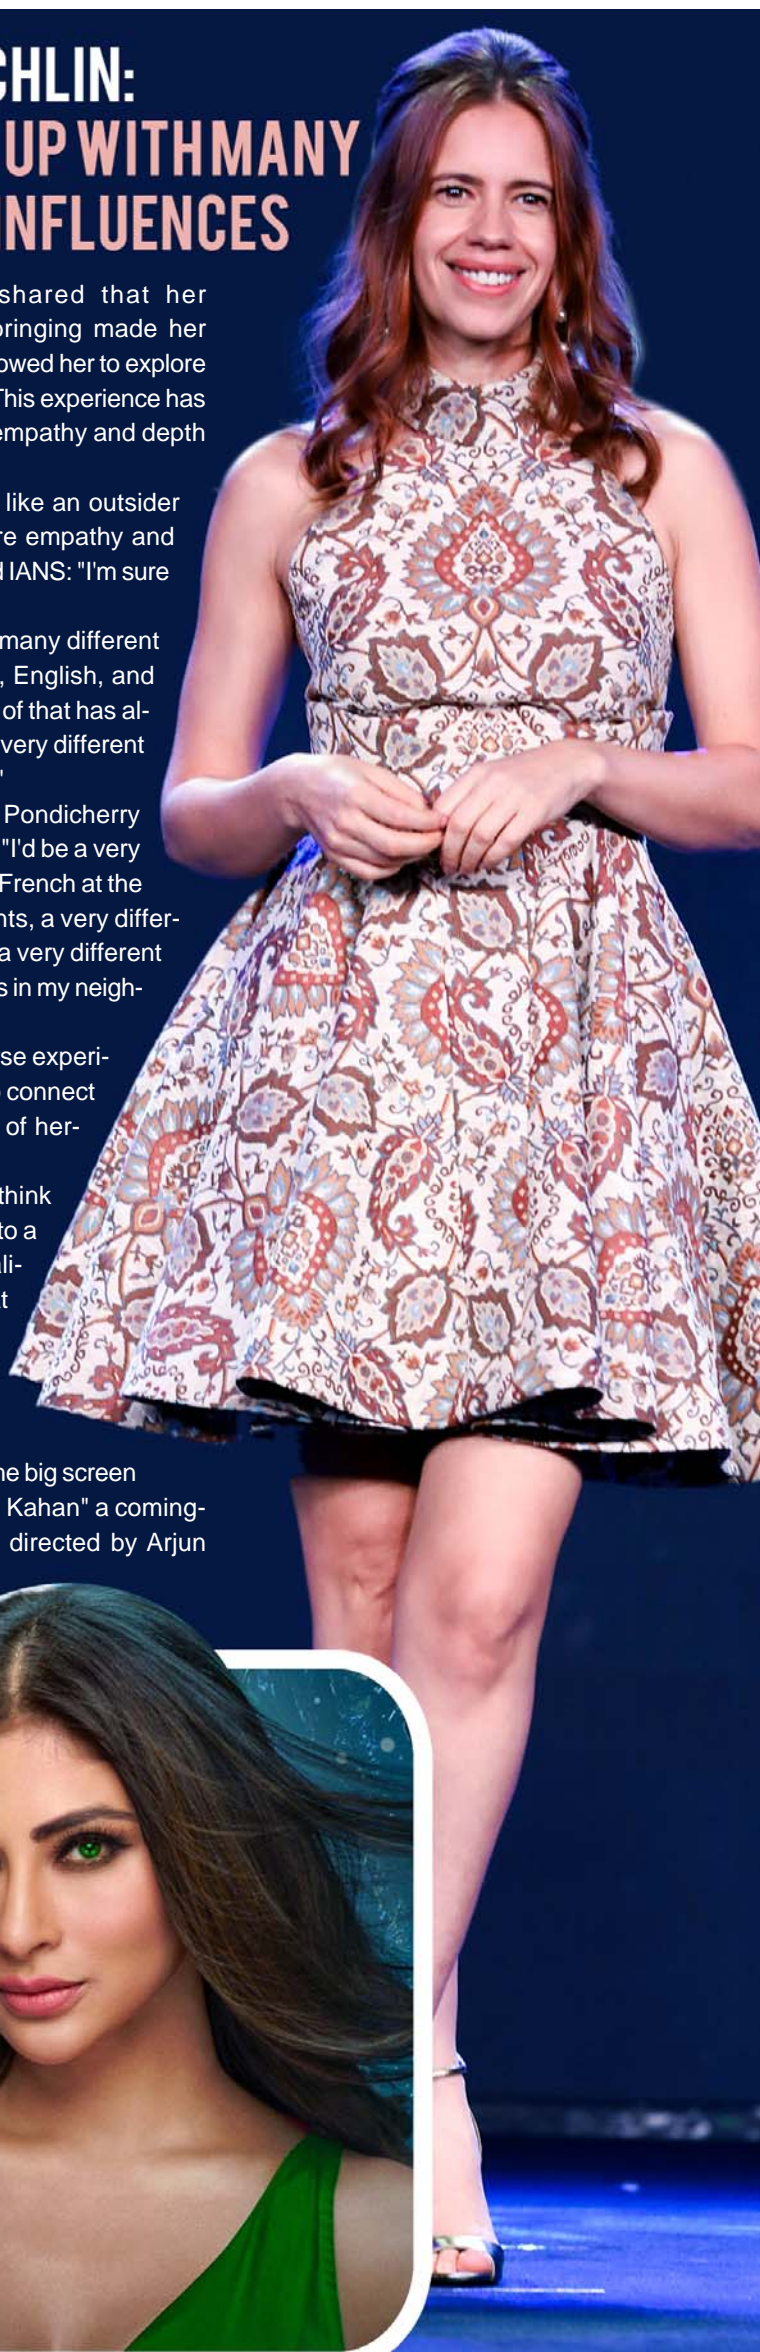 CHLIN:
UP WITH MANY
INFLUENCES
shared that her
bringing made her
owed her to explore
This experience has
empathy and depth
like an outsider
re empathy and
d IANS: "I'm sure
many different
, English, and
of that has al-
very different
"
Pondicherry
"I'd be a very
French at the
nts, a very differ-
a very different
s in my neigh-
se experi-
connect
of her-
think
to a
li-
t
he big screen
Kahan" a coming-
directed by Arjun